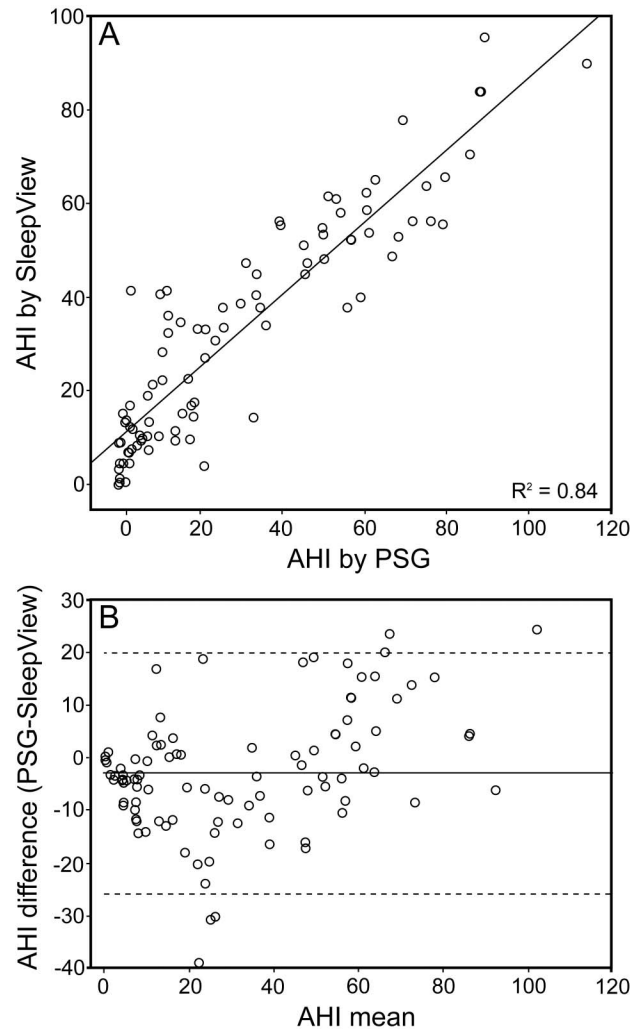 A
100
80
60
40
20
0
AHI by SleepView
R² = 0.84
0 20 40 60 80 100 120
AHI by PSG
B
30
20
10
0
-10
-20
-30
-40
AHI difference (PSG-SleepView)
0 20 40 60 80 100 120
AHI mean